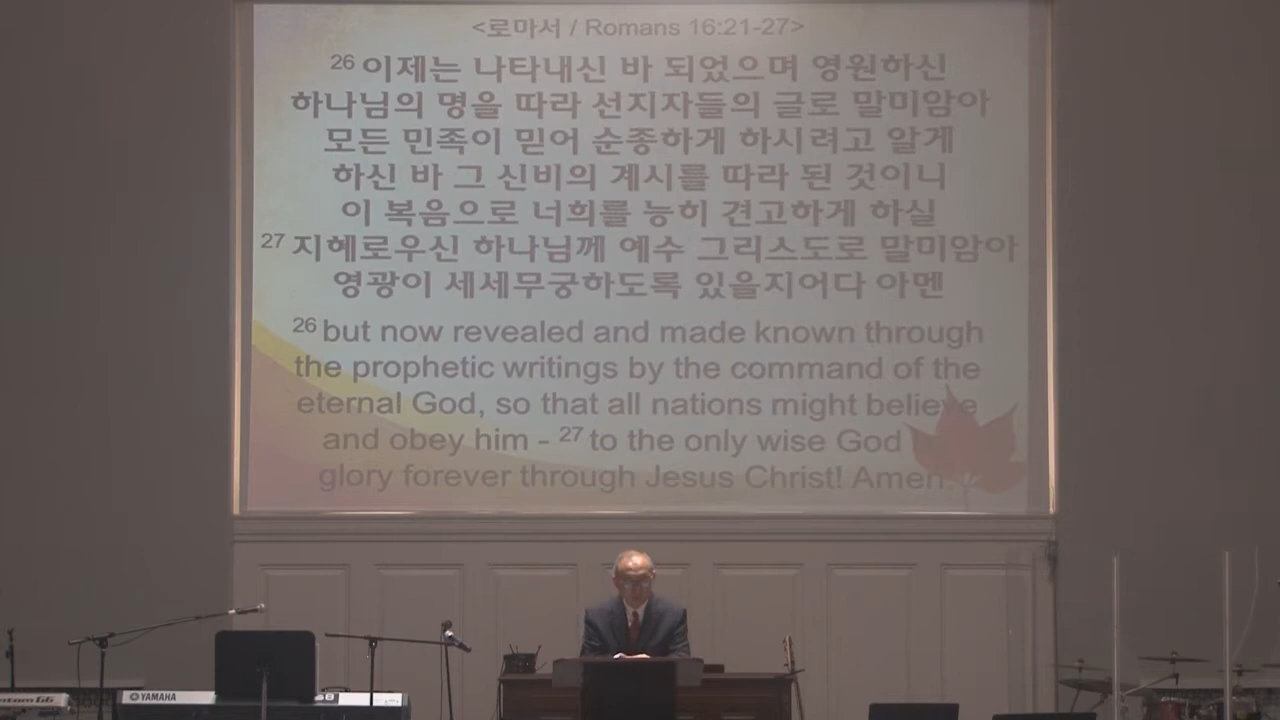 <로마서 / Romans 16:21-27>
26 이제는 나타내신 바 되었으며 영원하신
하나님의 명을 따라 선지자들의 글로 말미암아
모든 민족이 믿어 순종하게 하시려고 알게
하신 바 그 신비의 계시를 따라 된 것이니
이 복음으로 너희를 능히 견고하게 하실
27 지혜로우신 하나님께 예수 그리스도로 말미암아
영광이 세세무궁하도록 있을지어다 아멘
26 but now revealed and made known through
the prophetic writings by the command of the
eternal God, so that all nations might believe
and obey him - 27 to the only wise God
glory forever through Jesus Christ! Amen.
YAMAHA